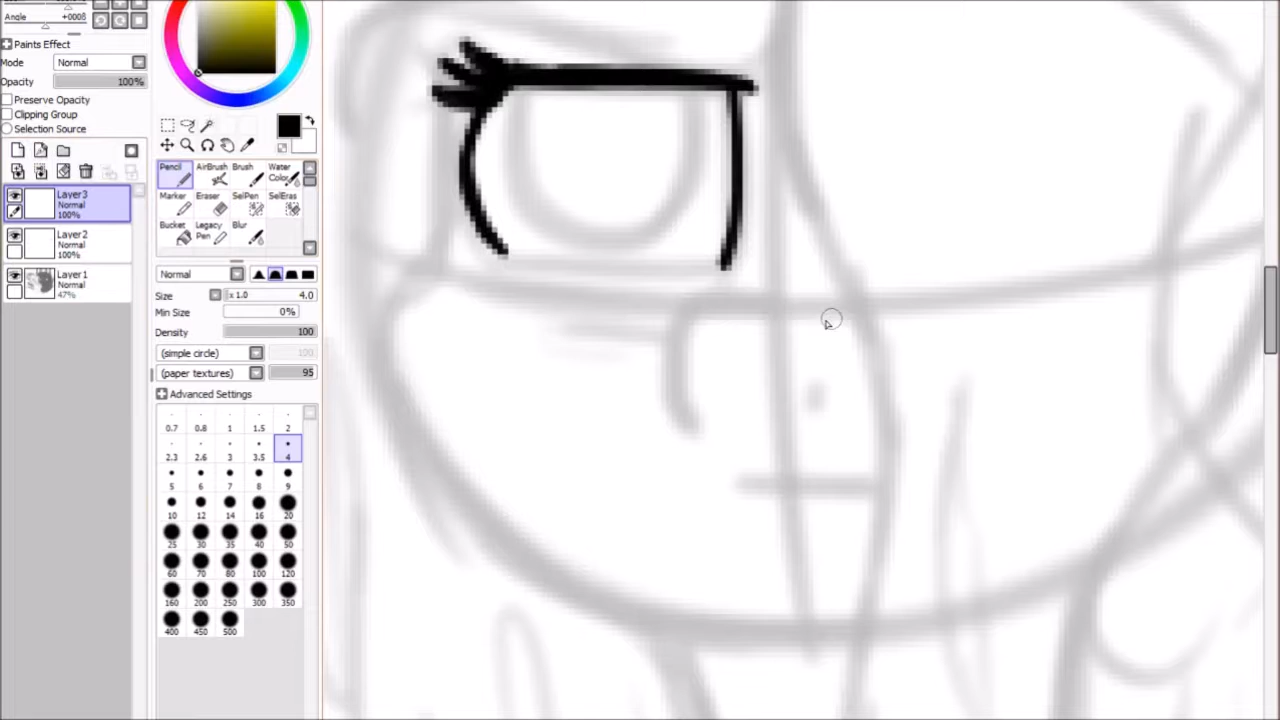 Angle +0008
Paints Effect
Mode Normal
Opacity 100%
Preserve Opacity
Clipping Group
Selection Source
Layer3
Normal
100%
Layer2
Normal
100%
Layer1
Normal
47%
Pencil AirBrush Brush Water Color
Marker Eraser SelPen SelEras
Bucket Legacy Pen Blur
Normal
Size x 1.0 4.0
Min Size 0%
Density 100
(simple circle) 100
(paper textures) 95
Advanced Settings
0.7 0.8 1 1.5 2
2.3 2.6 3 3.5 4
5 6 7 8 9
10 12 14 16 20
25 30 35 40 50
60 70 80 100 120
160 200 250 300 350
400 450 500